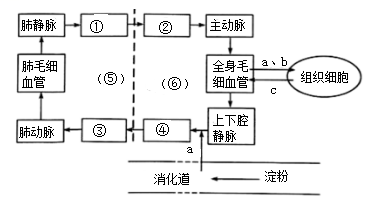 肺静脉 ① ② 主动脉
肺毛细
血管
(⑤) (⑥)
全身毛
细血管
a、b
c
组织细胞
肺动脉 ③ ④
上下腔
静脉
a
消化道 淀粉